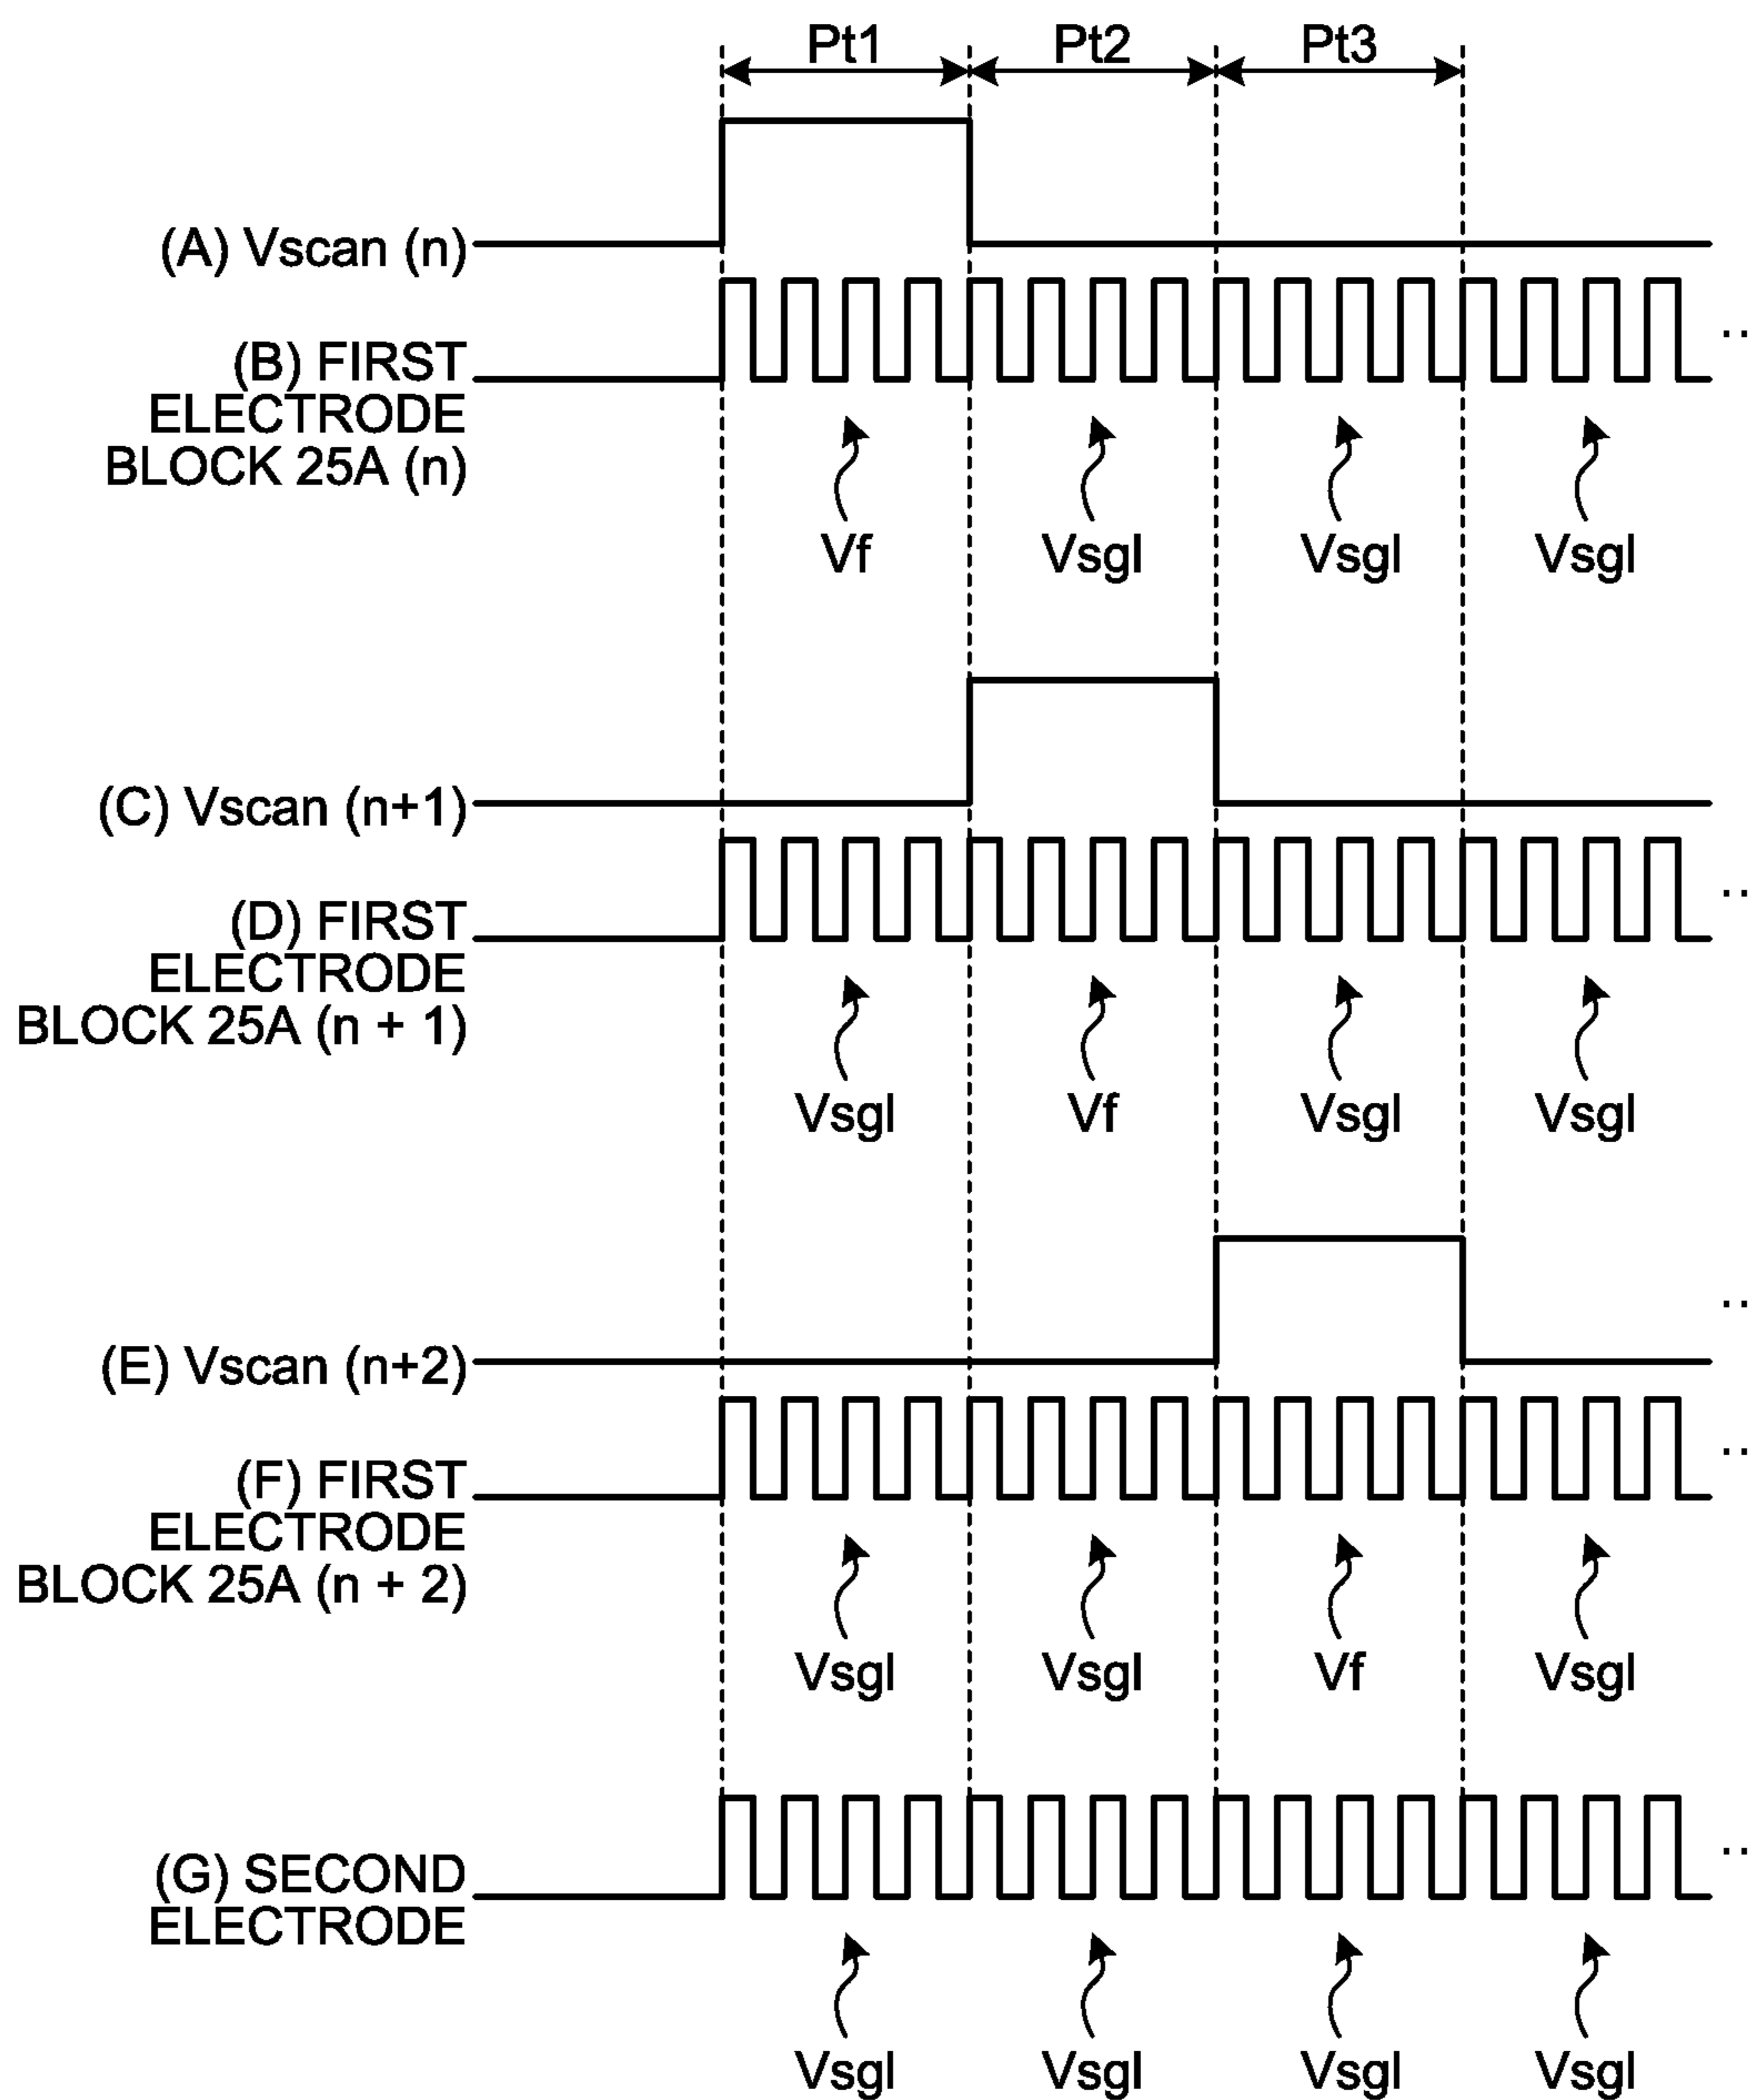 Pt1 Pt2 Pt3
(A) Vscan (n)
(B) FIRST
ELECTRODE
BLOCK 25A (n)
..
Vf Vsgl Vsgl Vsgl
(C) Vscan (n+1)
(D) FIRST
ELECTRODE
BLOCK 25A (n + 1)
..
Vsgl Vf Vsgl Vsgl
..
(E) Vscan (n+2)
(F) FIRST
ELECTRODE
BLOCK 25A (n + 2)
..
Vsgl Vsgl Vf Vsgl
(G) SECOND
ELECTRODE
..
Vsgl Vsgl Vsgl Vsgl